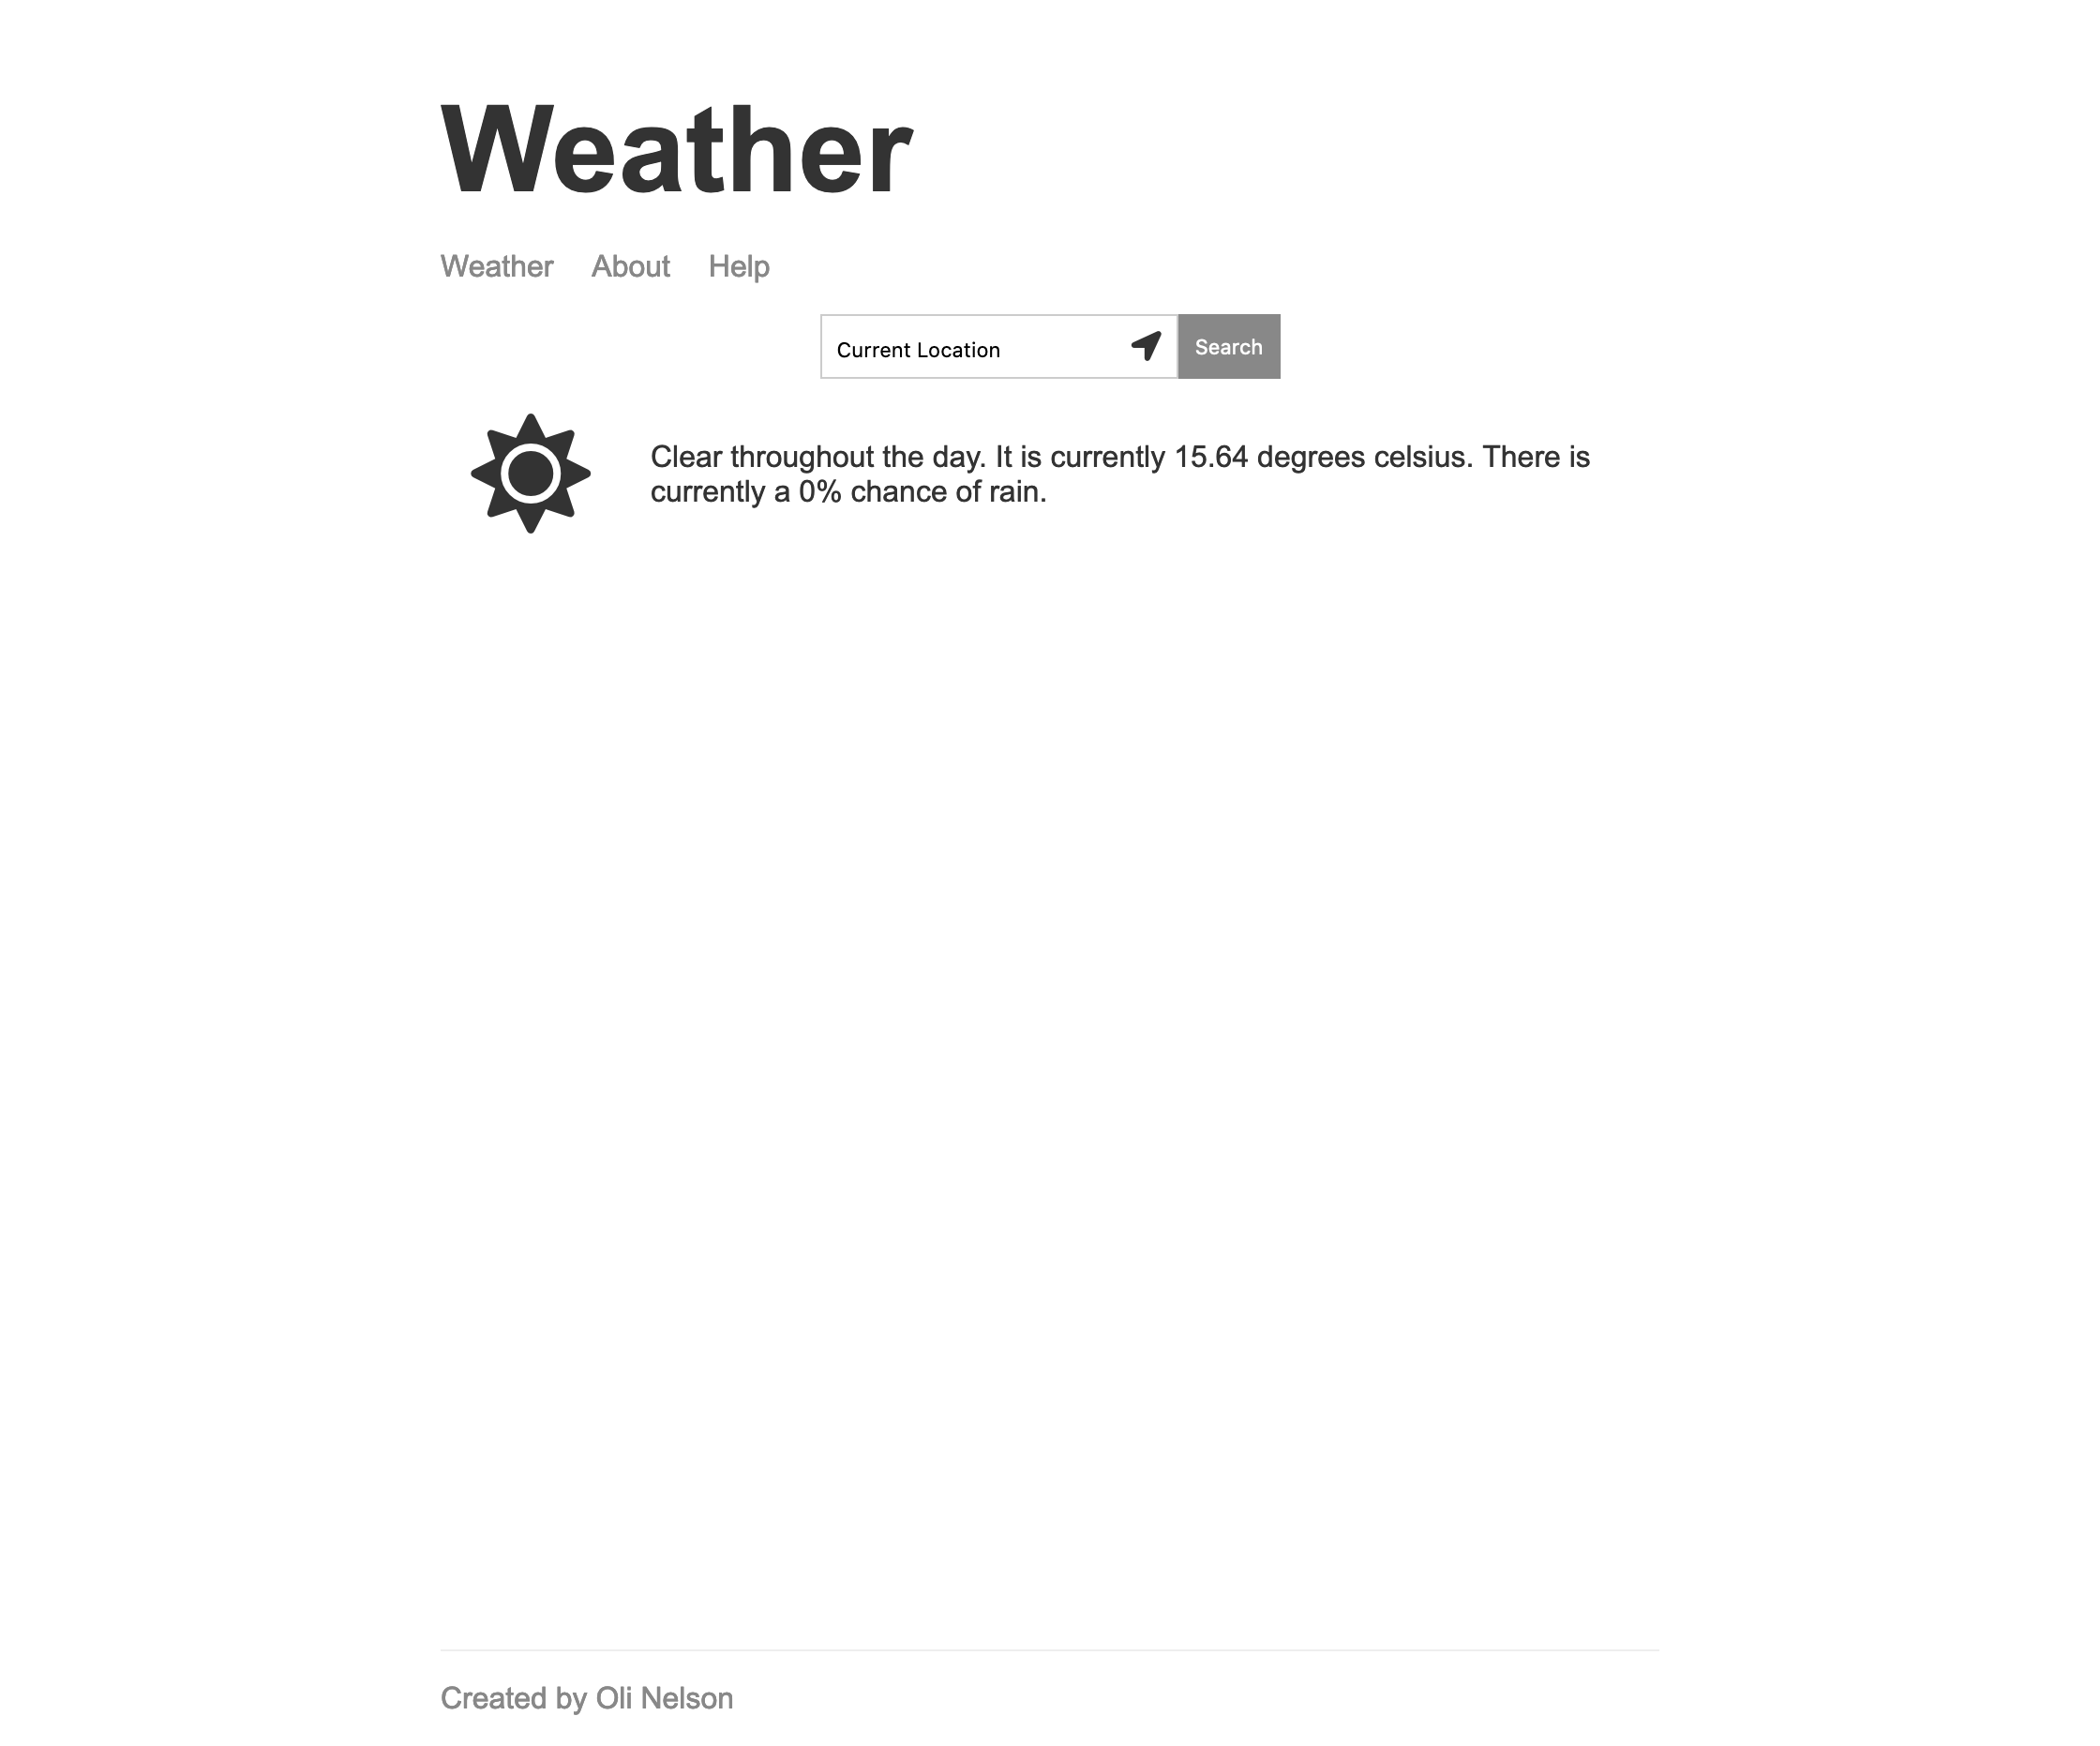 Weather
Weather About Help
Current Location Search
Clear throughout the day. It is currently 15.64 degrees celsius. There is
currently a 0% chance of rain.
Created by Oli Nelson